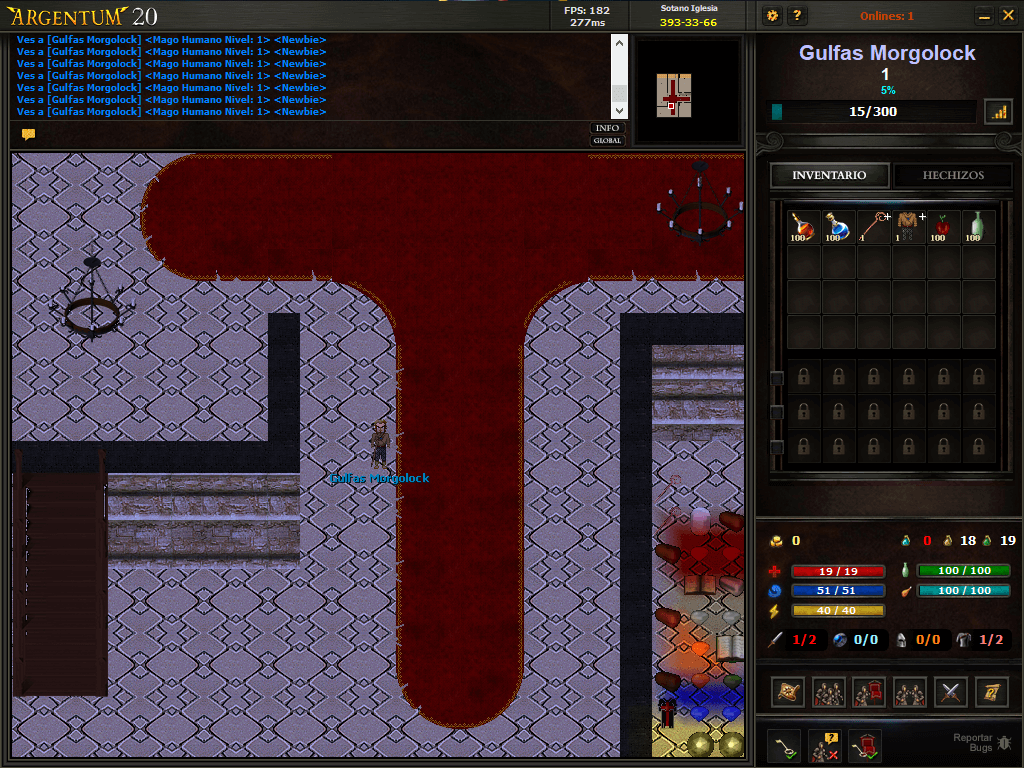 ARGENTUM 20
FPS: 182
277ms
Sotano Iglesia
393-33-66
?
Onlines: 1
Ves a [Gulfas Morgolock] <Mago Humano Nivel: 1> <Newbie>
Ves a [Gulfas Morgolock] <Mago Humano Nivel: 1> <Newbie>
Ves a [Gulfas Morgolock] <Mago Humano Nivel: 1> <Newbie>
Ves a [Gulfas Morgolock] <Mago Humano Nivel: 1> <Newbie>
Ves a [Gulfas Morgolock] <Mago Humano Nivel: 1> <Newbie>
Ves a [Gulfas Morgolock] <Mago Humano Nivel: 1> <Newbie>
Ves a [Gulfas Morgolock] <Mago Humano Nivel: 1> <Newbie>
INFO
GLOBAL
Gulfas Morgolock
1
5%
15/300
INVENTARIO
HECHIZOS
100 100 1 1 100 100
Gulfas Morgolock
0
0 18 19
19 / 19
100 / 100
51 / 51
100 / 100
40 / 40
1/2 0/0 0/0 1/2
Reportar
Bugs